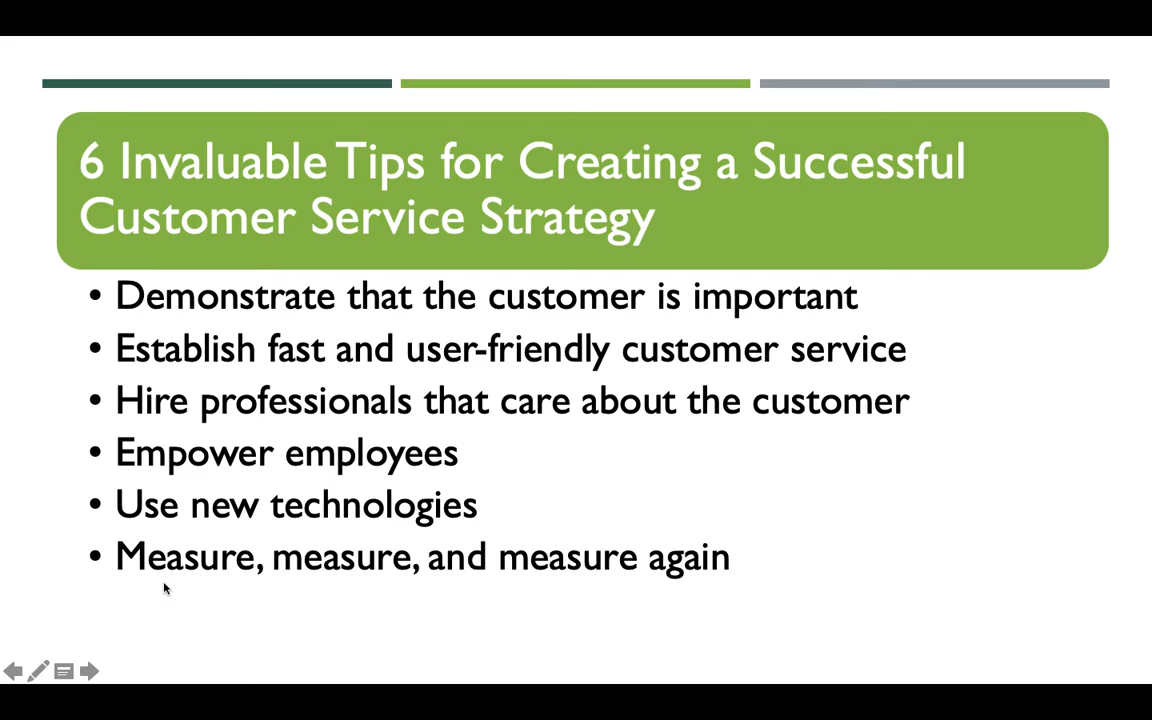 6 Invaluable Tips for Creating a Successful
Customer Service Strategy
• Demonstrate that the customer is important
• Establish fast and user-friendly customer service
• Hire professionals that care about the customer
• Empower employees
• Use new technologies
• Measure, measure, and measure again